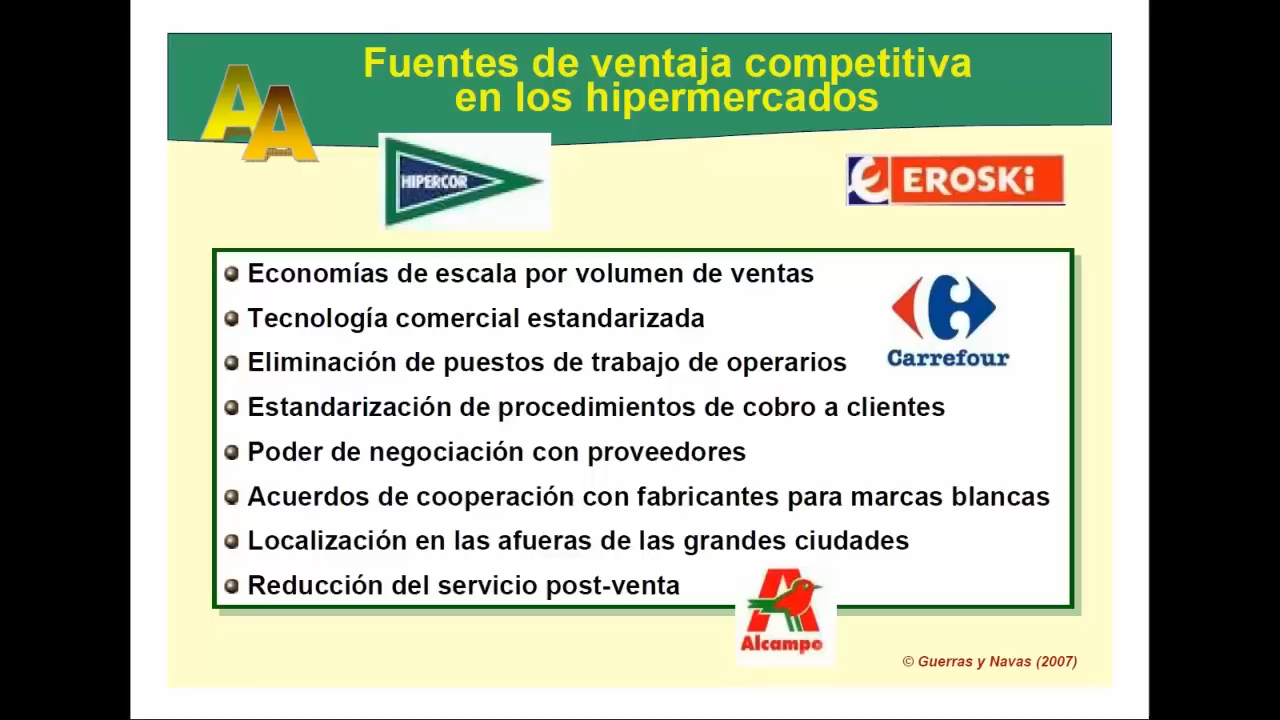 Fuentes de ventaja competitiva
en los hipermercados
AA
HIPERCOR
EROSKi
Economías de escala por volumen de ventas
Tecnología comercial estandarizada
Eliminación de puestos de trabajo de operarios
Carrefour
Estandarización de procedimientos de cobro a clientes
Poder de negociación con proveedores
Acuerdos de cooperación con fabricantes para marcas blancas
Localización en las afueras de las grandes ciudades
Reducción del servicio post-venta
Alcampo
© Guerras y Navas (2007)